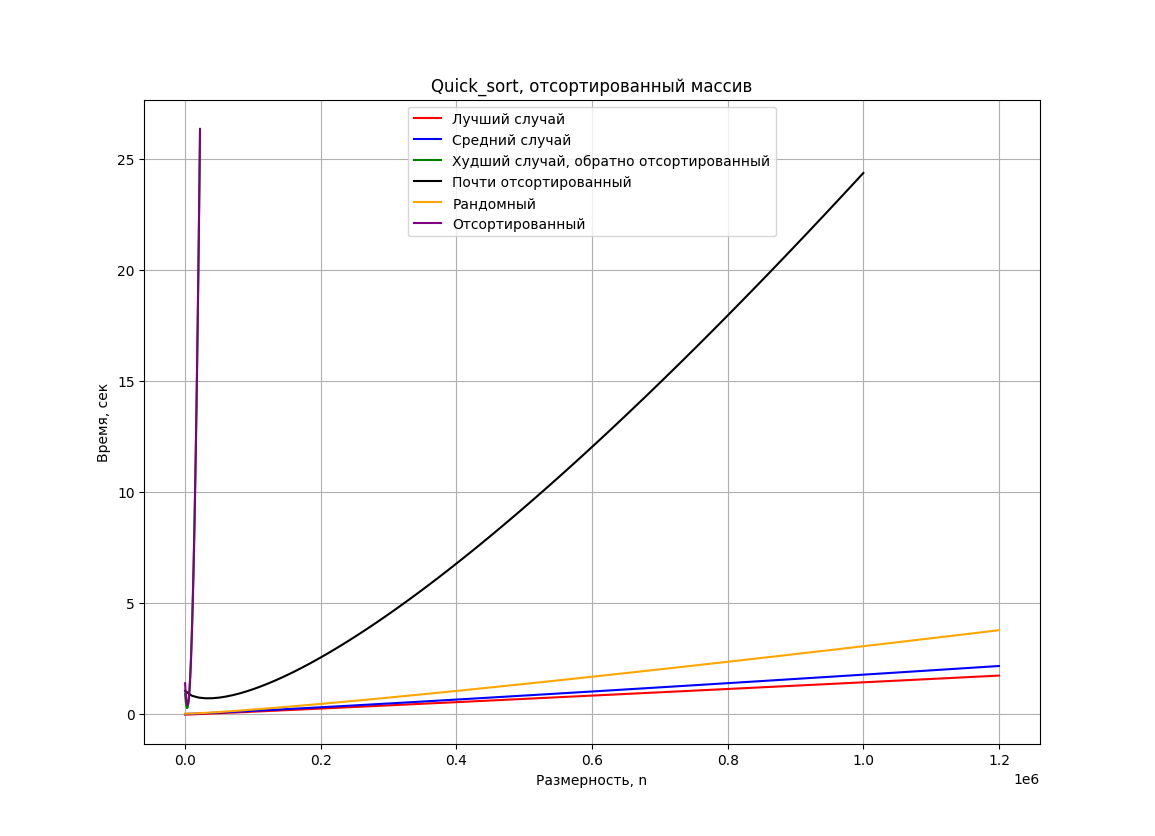 Quick_sort, отсортированный массив
Лучший случай
Средний случай
Худший случай, обратно отсортированный
Почти отсортированный
Рандомный
Отсортированный
Время, сек
25
20
15
10
5
0
0.0 0.2 0.4 0.6 0.8 1.0 1.2
1e6
Размерность, n